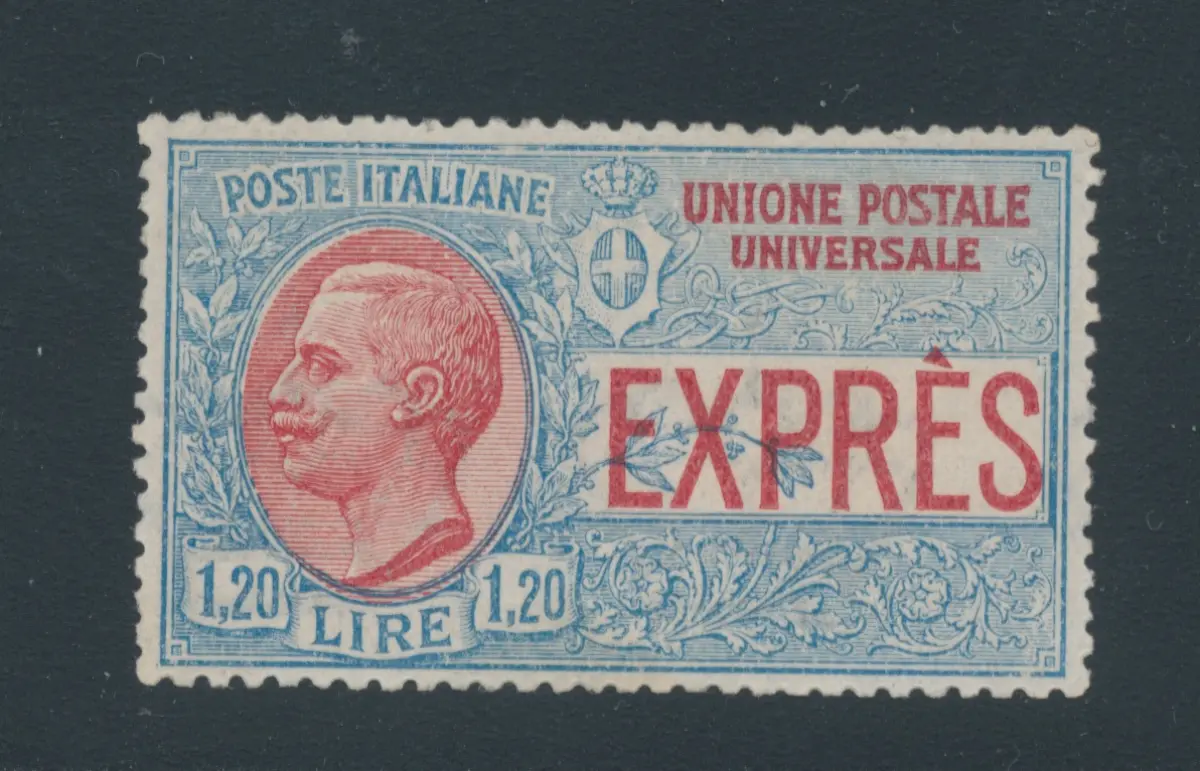 POSTE ITALIANE
UNIONE POSTALE
UNIVERSALE
EXPRÈS
1,20 LIRE 1,20